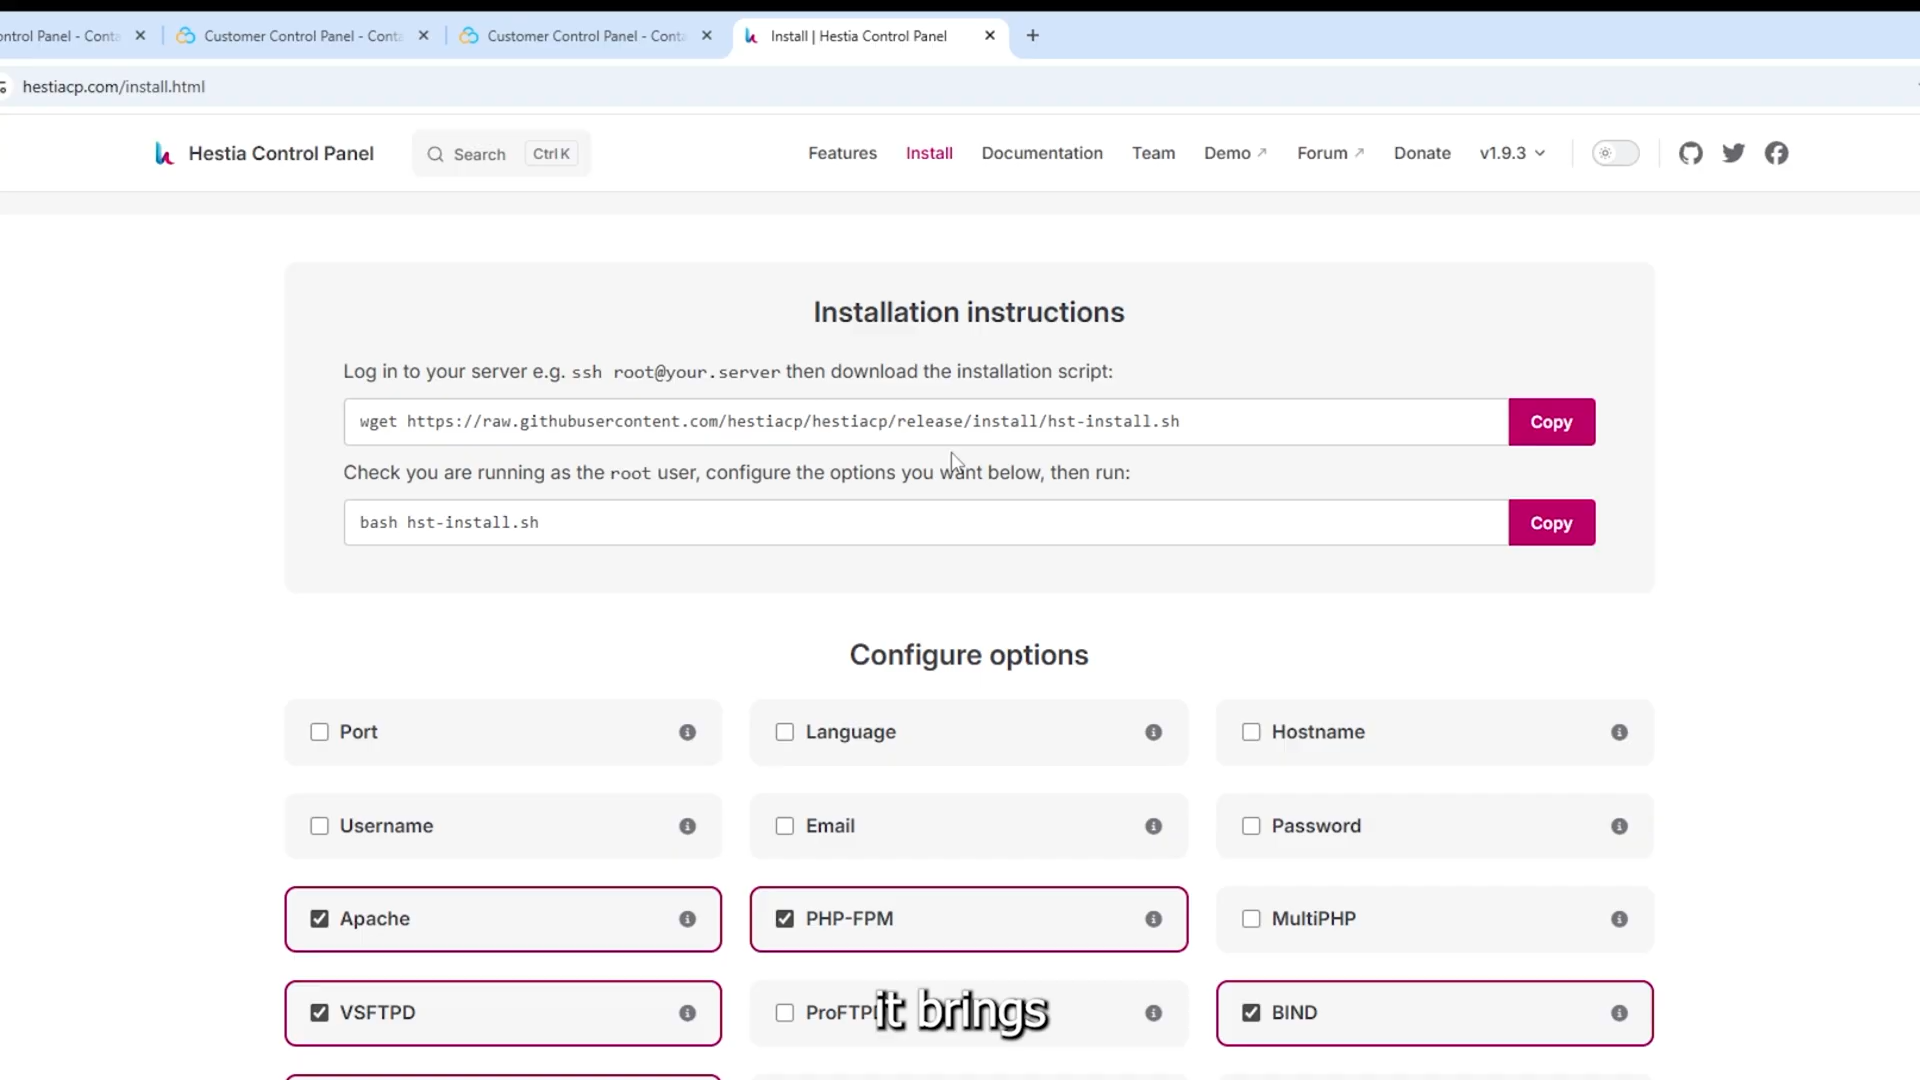 ontrol Panel - Conta
Customer Control Panel - Conta
Customer Control Panel - Conta
Install | Hestia Control Panel
hestiacp.com/install.html
Hestia Control Panel
Search
Ctrl K
Features
Install
Documentation
Team
Demo
Forum
Donate
v1.9.3
Installation instructions
Log in to your server e.g. ssh root@your.server then download the installation script:
wget https://raw.githubusercontent.com/hestiacp/hestiacp/release/install/hst-install.sh
Copy
Check you are running as the root user, configure the options you want below, then run:
bash hst-install.sh
Copy
Configure options
Port
Language
Hostname
Username
Email
Password
Apache
PHP-FPM
MultiPHP
VSFTPD
ProFTP
BIND
it brings